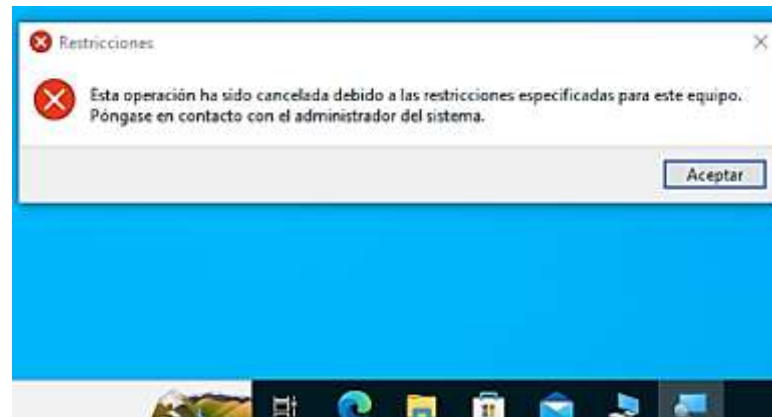 Restricciones
Esta operación ha sido cancelada debido a las restricciones especificadas para este equipo.
Póngase en contacto con el administrador del sistema.
Aceptar